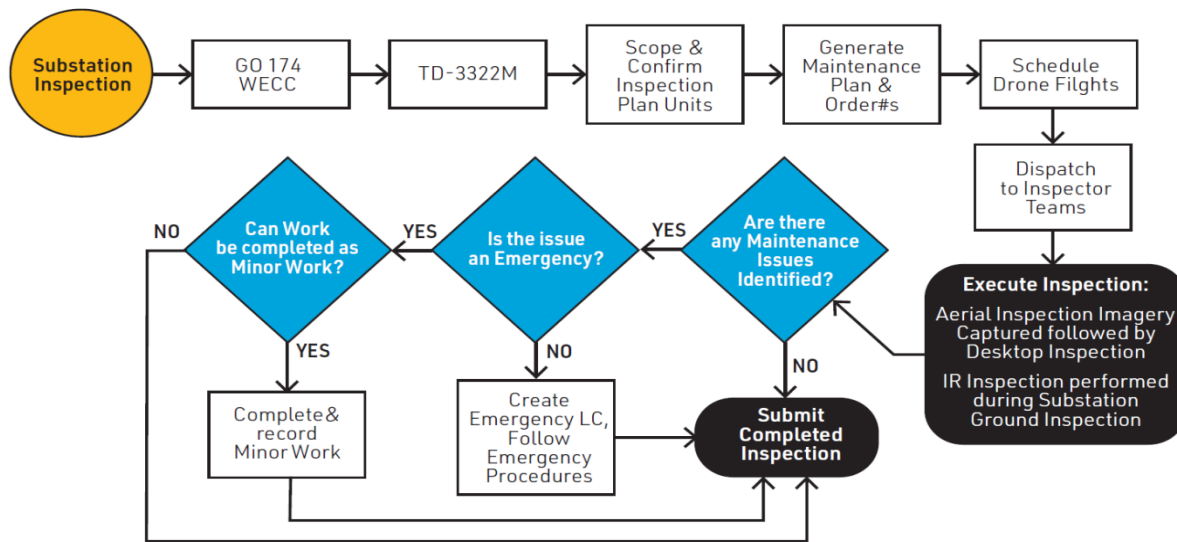 Substation
Inspection
GO 174
WECC
TD-3322M
Scope &
Confirm
Inspection
Plan Units
Generate
Maintenance
Plan &
Order#s
Schedule
Drone Filghts
Dispatch
to Inspector
Teams
Execute Inspection:
Aerial Inspection Imagery
Captured followed by
Desktop Inspection
IR Inspection performed
during Substation
Ground Inspection
Are there
any Maintenance
Issues
Identified?
YES
NO
Is the issue
an Emergency?
YES
NO
Can Work
be completed as
Minor Work?
NO
YES
Complete &
record
Minor Work
Create
Emergency LC,
Follow
Emergency
Procedures
Submit
Completed
Inspection